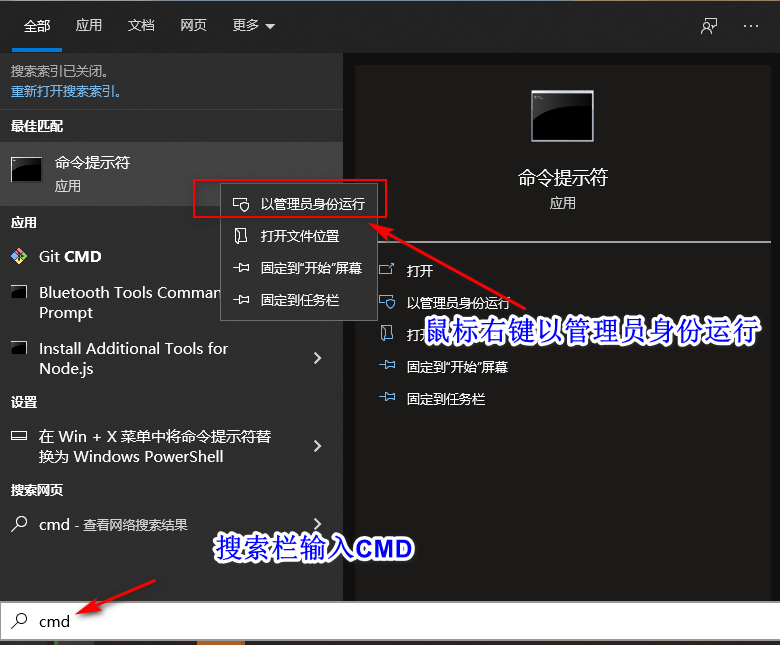 全部 应用 文档 网页 更多
搜索索引已关闭。
重新打开搜索索引。
最佳匹配
命令提示符
应用
以管理员身份运行
打开文件位置
固定到“开始”屏幕
固定到任务栏
应用
Git CMD
Bluetooth Tools Comman
Prompt
Install Additional Tools for
Node.js
设置
在 Win + X 菜单中将命令提示符替
换为 Windows PowerShell
搜索网页
cmd - 查看网络搜索结果
命令提示符
应用
打开
以管理员身份运行
打
固定到“开始”屏幕
固定到任务栏
鼠标右键以管理员身份运行
搜索栏输入CMD
cmd